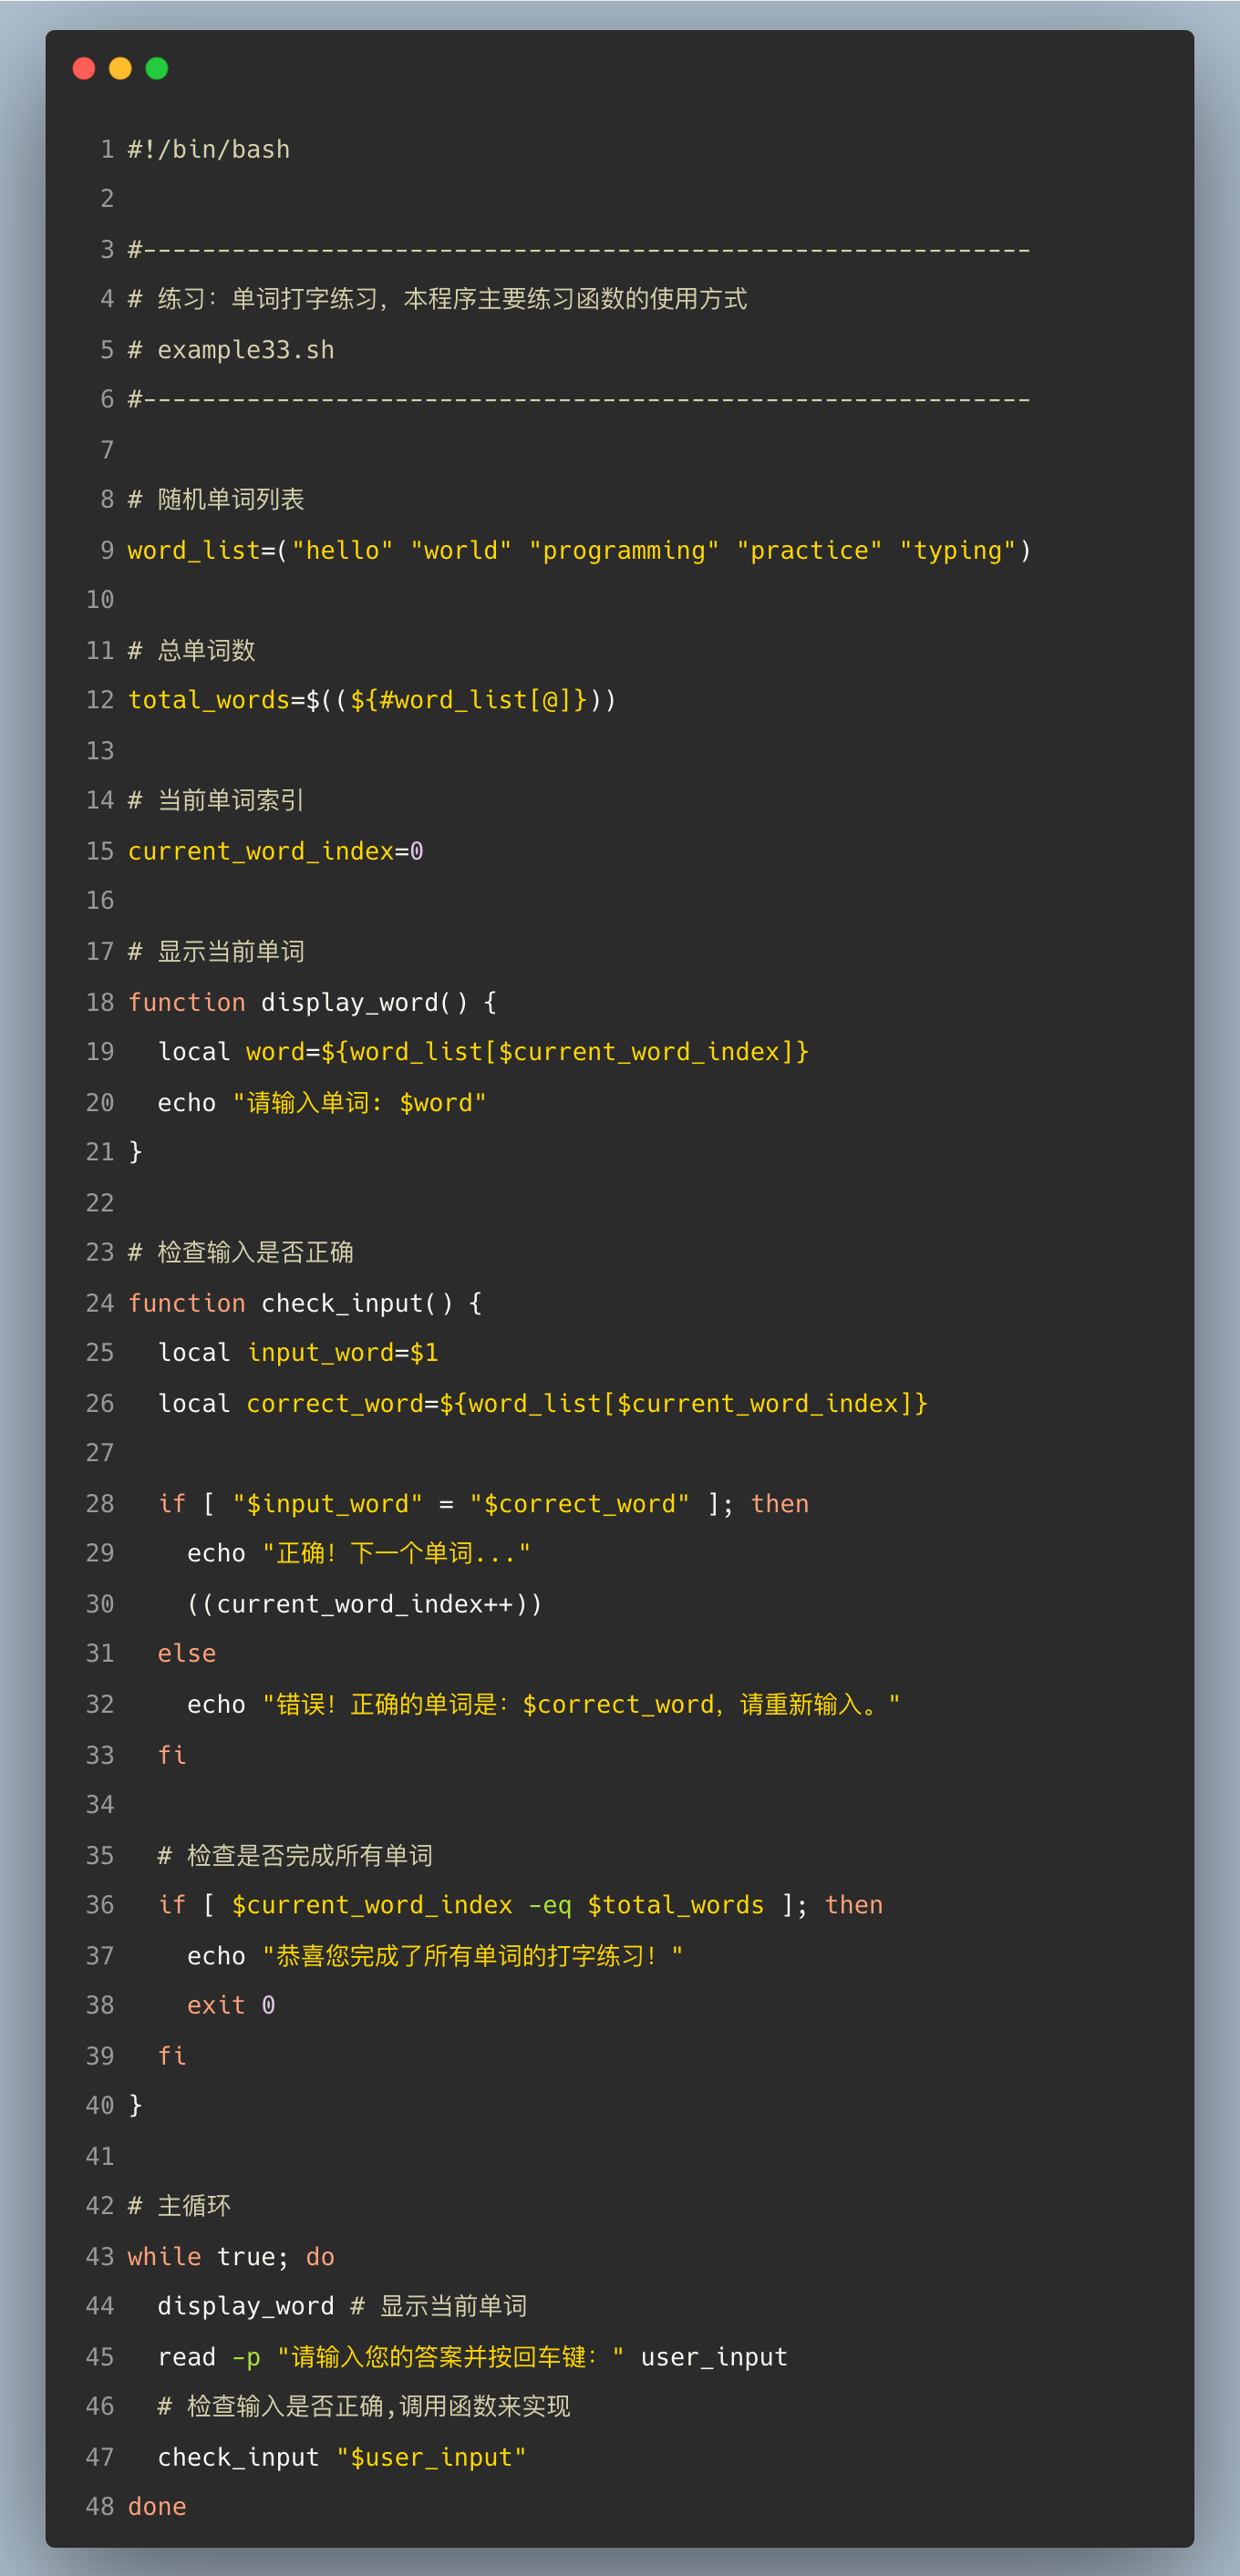 1 #!/bin/bash
2
3 #------------------------------------------------------------
4 # 练习：单词打字练习，本程序主要练习函数的使用方式
5 # example33.sh
6 #------------------------------------------------------------
7
8 # 随机单词列表
9 word_list=("hello" "world" "programming" "practice" "typing")
10
11 # 总单词数
12 total_words=$((${#word_list[@]}))
13
14 # 当前单词索引
15 current_word_index=0
16
17 # 显示当前单词
18 function display_word() {
19   local word=${word_list[$current_word_index]}
20   echo "请输入单词: $word"
21 }
22
23 # 检查输入是否正确
24 function check_input() {
25   local input_word=$1
26   local correct_word=${word_list[$current_word_index]}
27
28   if [ "$input_word" = "$correct_word" ]; then
29     echo "正确！下一个单词..."
30     ((current_word_index++))
31   else
32     echo "错误！正确的单词是：$correct_word，请重新输入。"
33   fi
34
35   # 检查是否完成所有单词
36   if [ $current_word_index -eq $total_words ]; then
37     echo "恭喜您完成了所有单词的打字练习！"
38     exit 0
39   fi
40 }
41
42 # 主循环
43 while true; do
44   display_word # 显示当前单词
45   read -p "请输入您的答案并按回车键：" user_input
46   # 检查输入是否正确,调用函数来实现
47   check_input "$user_input"
48 done